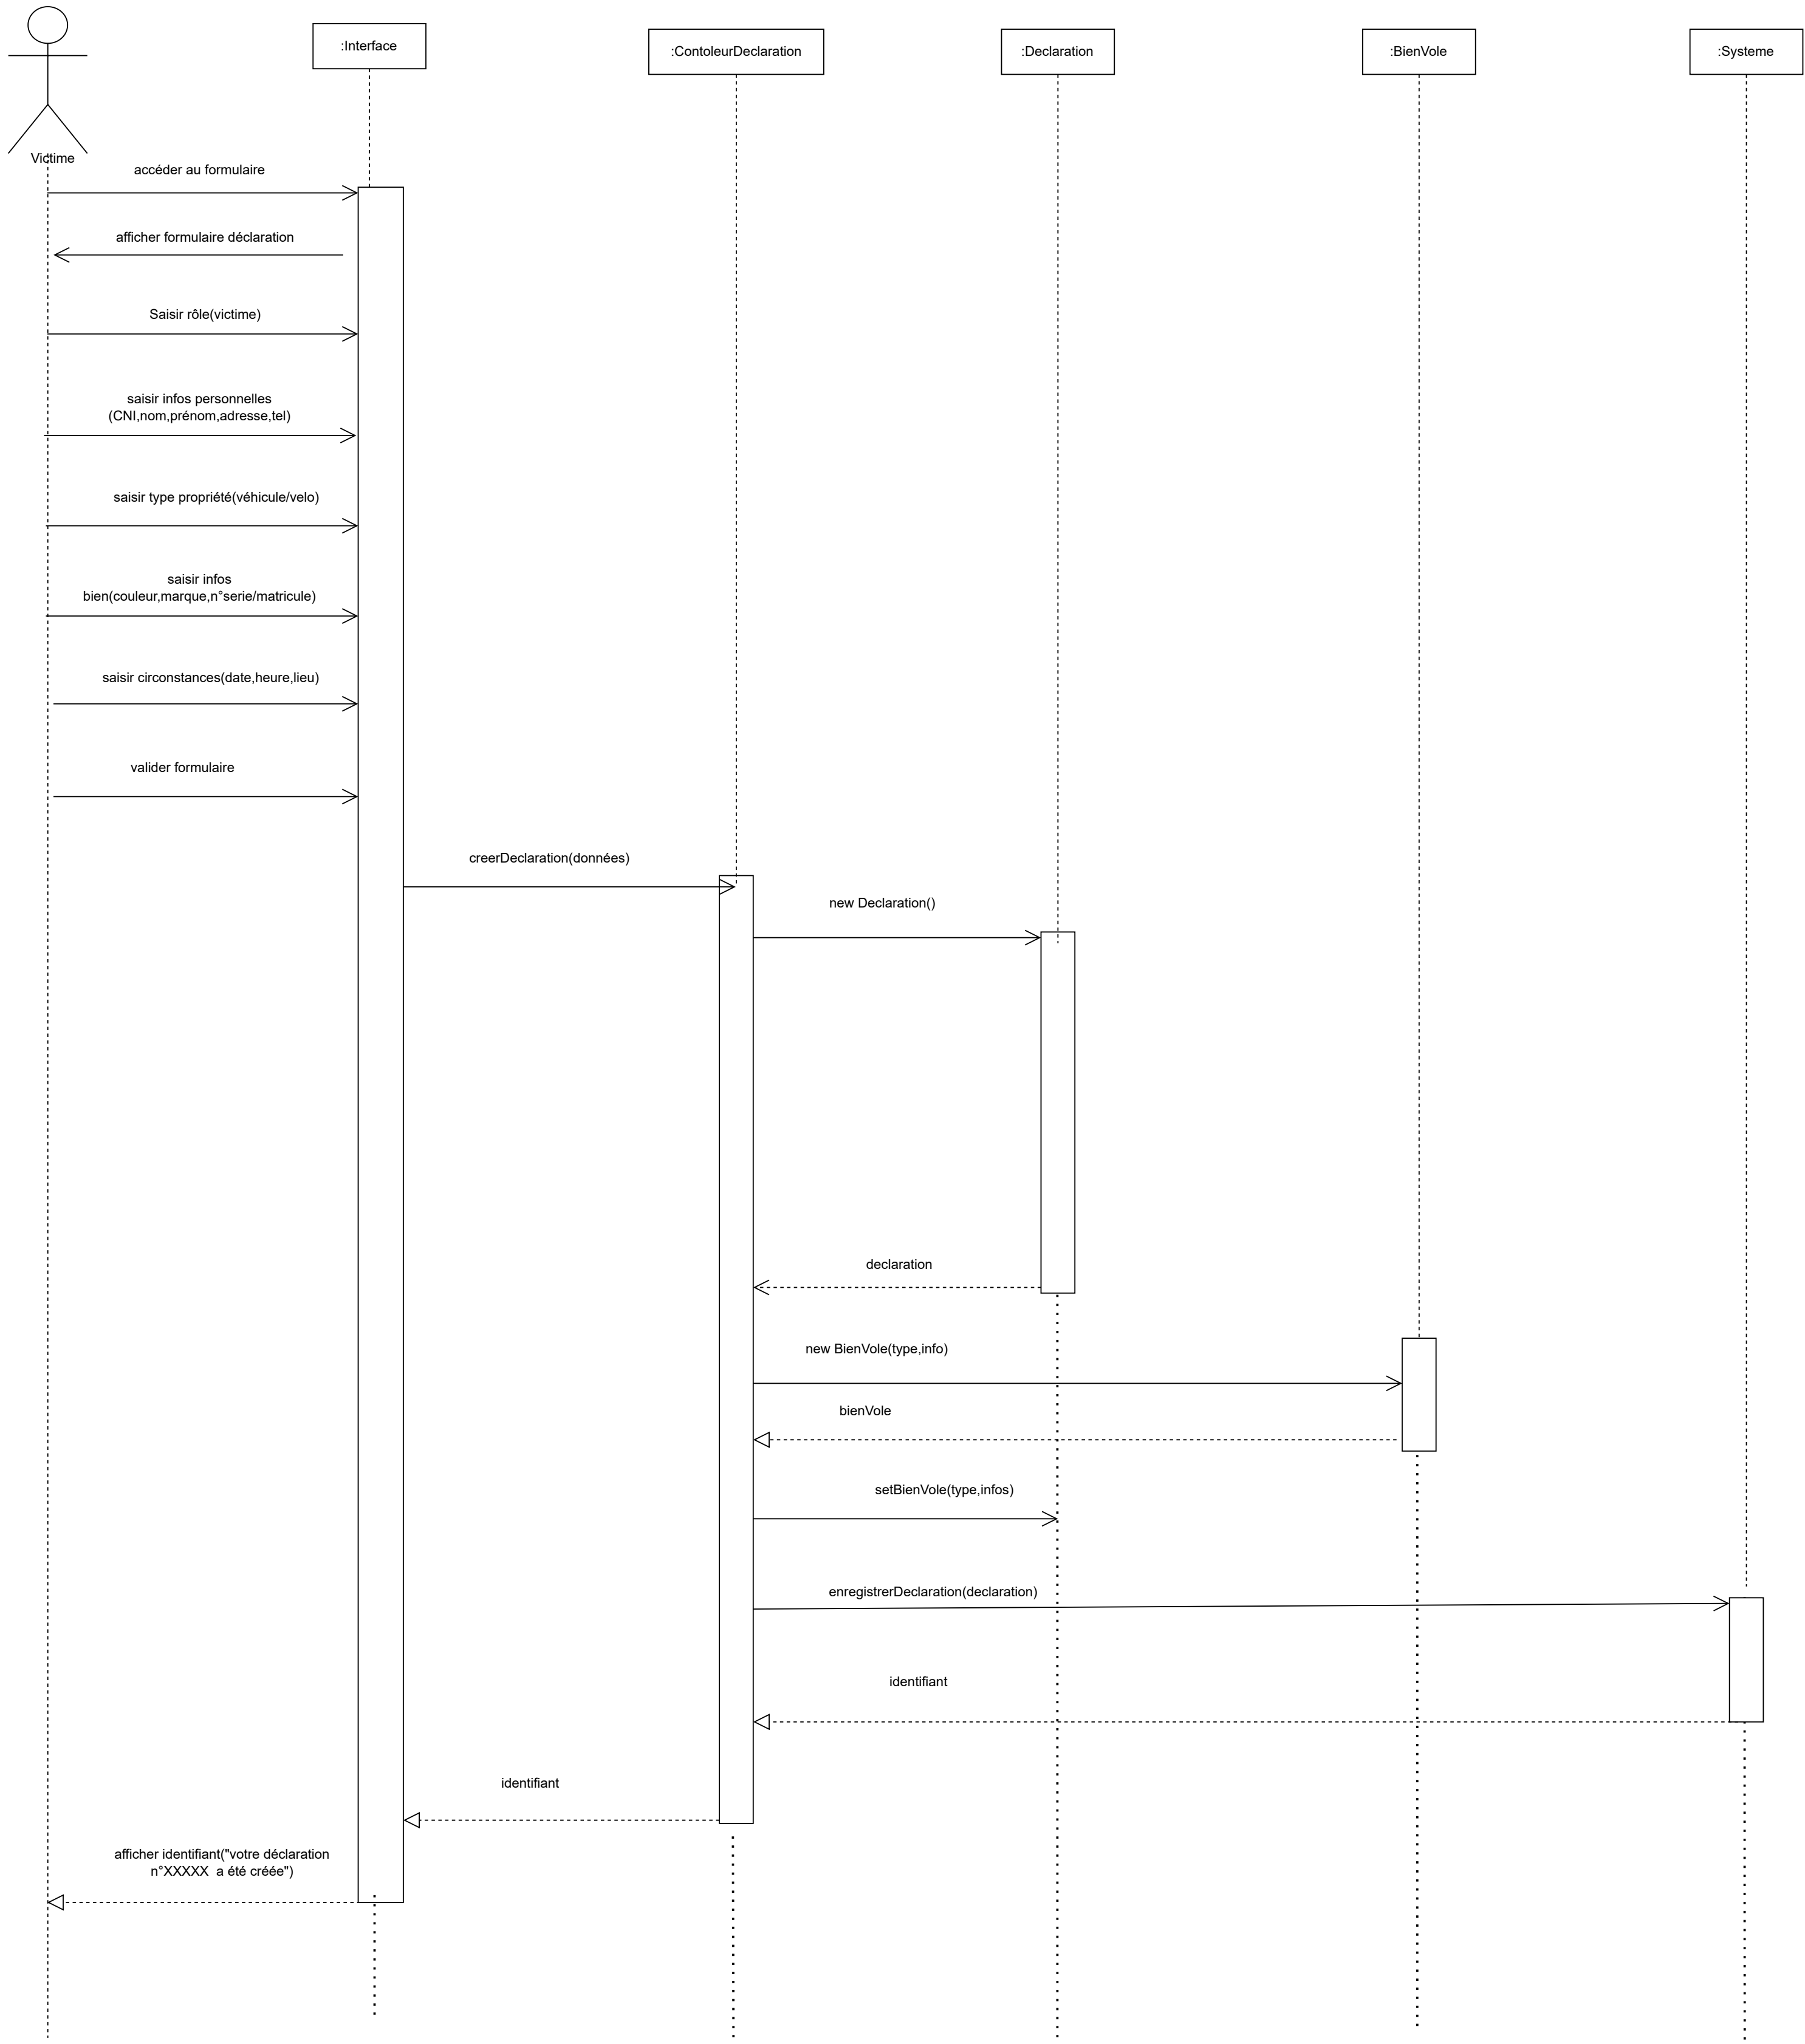 :Interface
:ContoleurDeclaration
:Declaration
:BienVole
:Systeme
Victime
accéder au formulaire
afficher formulaire déclaration
Saisir rôle(victime)
saisir infos personnelles
(CNI,nom,prénom,adresse,tel)
saisir type propriété(véhicule/velo)
saisir infos
bien(couleur,marque,n°serie/matricule)
saisir circonstances(date,heure,lieu)
valider formulaire
creerDeclaration(données)
new Declaration()
declaration
new BienVole(type,info)
bienVole
setBienVole(type,infos)
enregistrerDeclaration(declaration)
identifiant
identifiant
afficher identifiant("votre déclaration
n°XXXXX  a été créée")